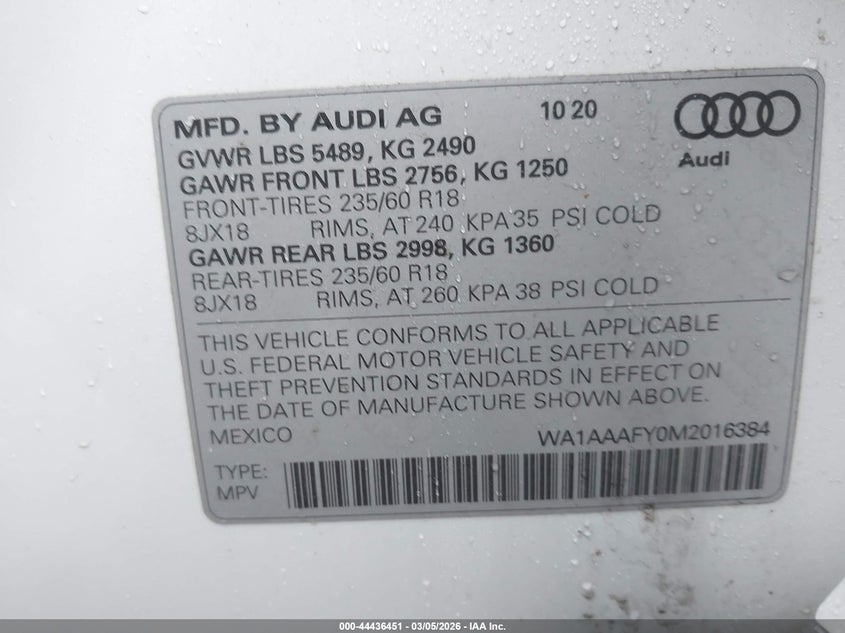 MFD. BY AUDI AG 10 20
Audi
GVWR LBS 5489, KG 2490
GAWR FRONT LBS 2756, KG 1250
FRONT-TIRES 235/60 R18
8JX18 RIMS, AT 240 KPA 35 PSI COLD
GAWR REAR LBS 2998, KG 1360
REAR-TIRES 235/60 R18
8JX18 RIMS, AT 260 KPA 38 PSI COLD
THIS VEHICLE CONFORMS TO ALL APPLICABLE
U.S. FEDERAL MOTOR VEHICLE SAFETY AND
THEFT PREVENTION STANDARDS IN EFFECT ON
THE DATE OF MANUFACTURE SHOWN ABOVE.
MEXICO WA1AAAFY0M2016384
TYPE:
MPV
000-44436451 - 03/05/2026 - IAA Inc.